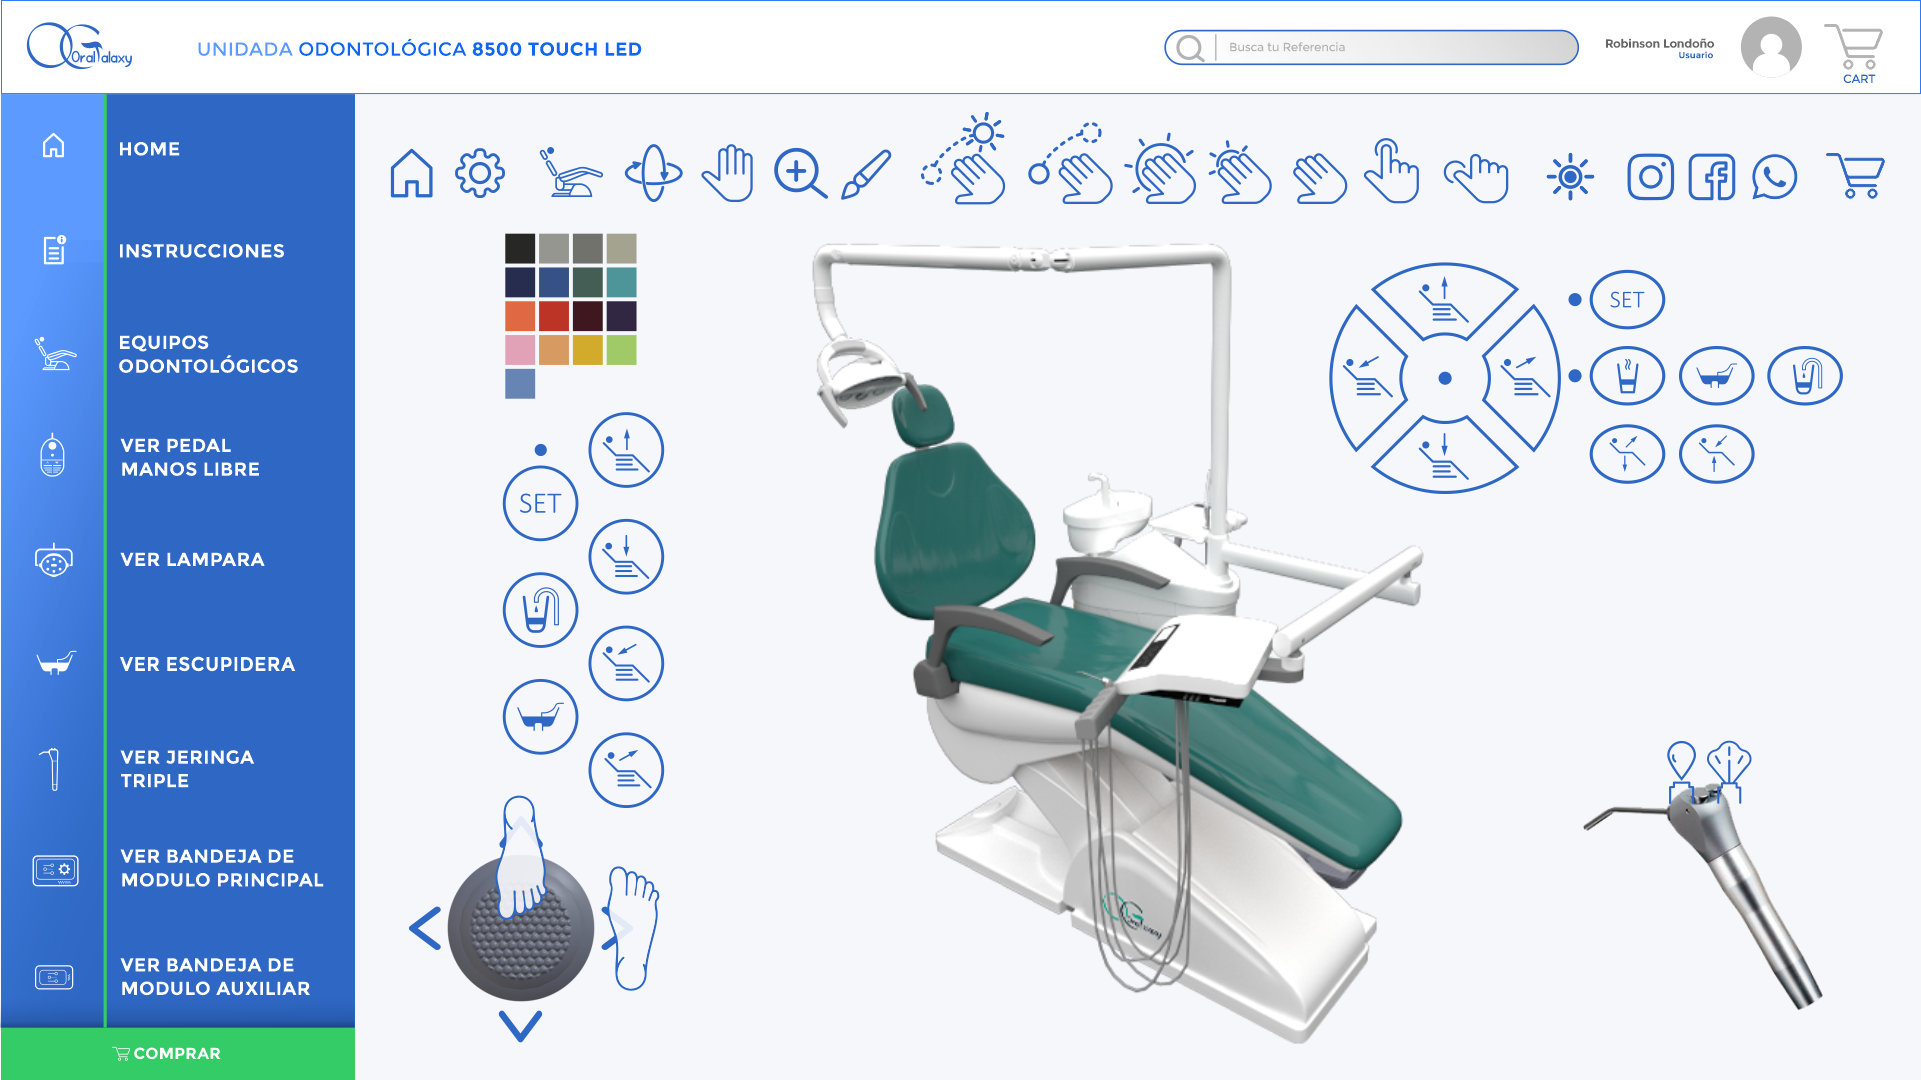 Oral Galaxy
UNIDADA ODONTOLÓGICA 8500 TOUCH LED
Busca tu Referencia
Robinson Londoño
Usuario
CART
HOME
INSTRUCCIONES
EQUIPOS
ODONTOLÓGICOS
VER PEDAL
MANOS LIBRE
VER LAMPARA
VER ESCUPIDERA
VER JERINGA
TRIPLE
VER BANDEJA DE
MODULO PRINCIPAL
VER BANDEJA DE
MODULO AUXILIAR
COMPRAR
SET
SET